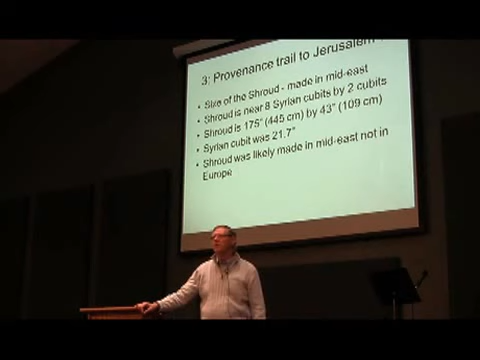 3: Provenance trail to Jerusalem
• Size of the Shroud - made in mid-east
• Shroud is near 8 Syrian cubits by 2 cubits
• Shroud is 175" (445 cm) by 43" (109 cm)
• Syrian cubit was 21.7"
• Shroud was likely made in mid-east not in
Europe